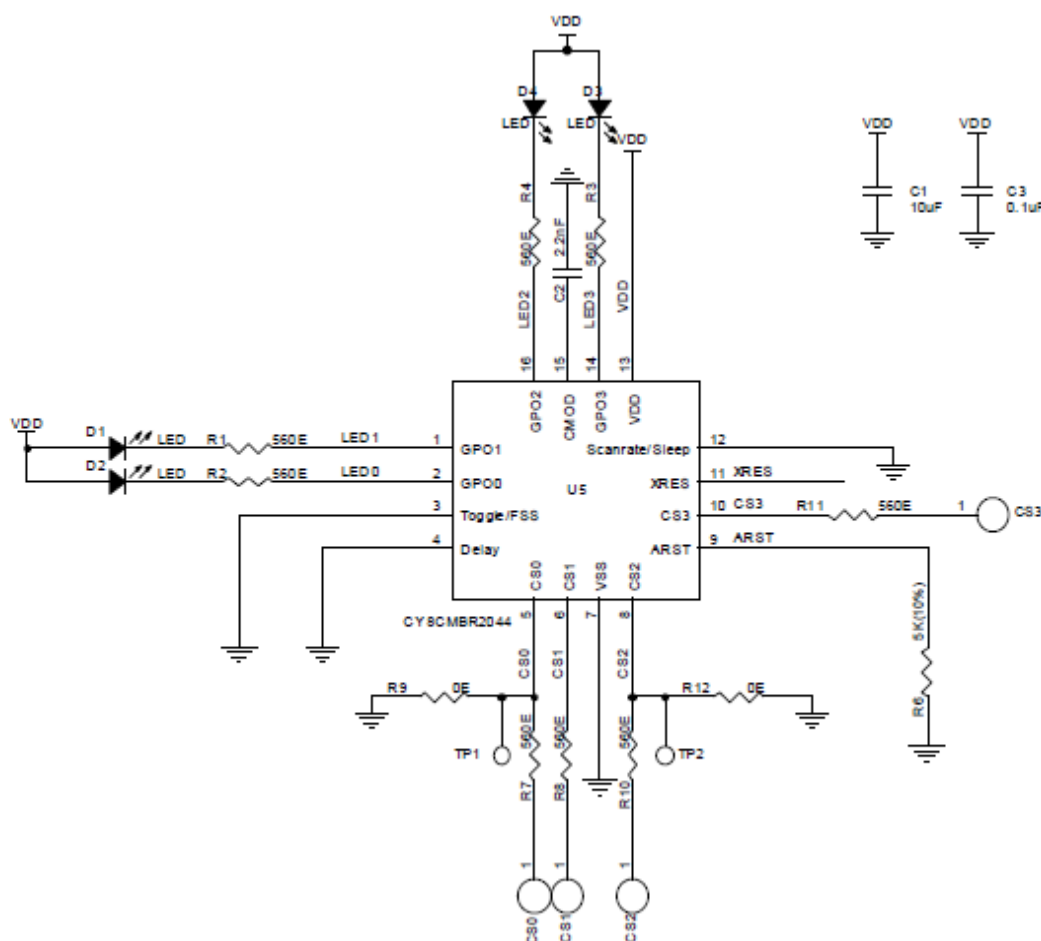 VDD
D4
D3
LED
LED
VDD
VDD
VDD
R4
R3
C1
10uF
C3
0.1uF
560E
2.2nF
560E
C2
LED2
LED3
VDD
16
15
14
13
GPO2
CMOD
GPO3
VDD
VDD
D1
LED
R1
560E
LED1
1
GPO1
Scanrate/Sleep
12
D2
LED
R2
560E
LED0
2
GPO0
U5
XRES
11
XRES
3
Toggle/FSS
CS3
10
CS3
R11
560E
1
CS3
4
Delay
ARST
9
ARST
CS0
CS1
VSS
CS2
CY8CMBR2044
5
6
7
8
5K(10%)
CS0
CS1
CS2
R9
0E
R12
0E
R6
TP1
560E
560E
560E
TP2
R7
R8
R10
1
1
1
CS0
CS1
CS2